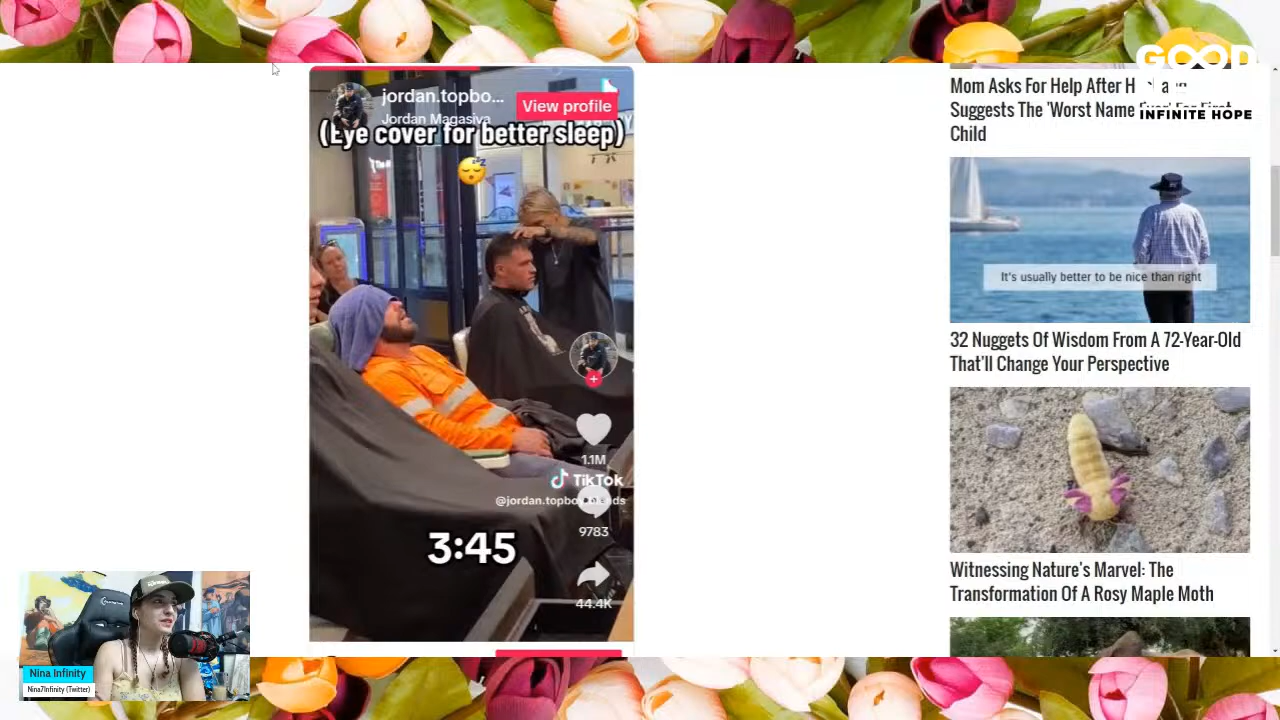 jordan.topbo...
Jordan Magasiva
View profile
(Eye cover for better sleep)
1.1M
TikTok
9783
44.4K
3:45
Mom Asks For Help After
Suggests The 'Worst Name
Child
It's usually better to be nice than right
32 Nuggets Of Wisdom From A 72-Year-Old
That'll Change Your Perspective
Witnessing Nature's Marvel: The
Transformation Of A Rosy Maple Moth
GOOD
INFINITE HOPE
Nina Infinity
Nina7Infinity (Twitter)